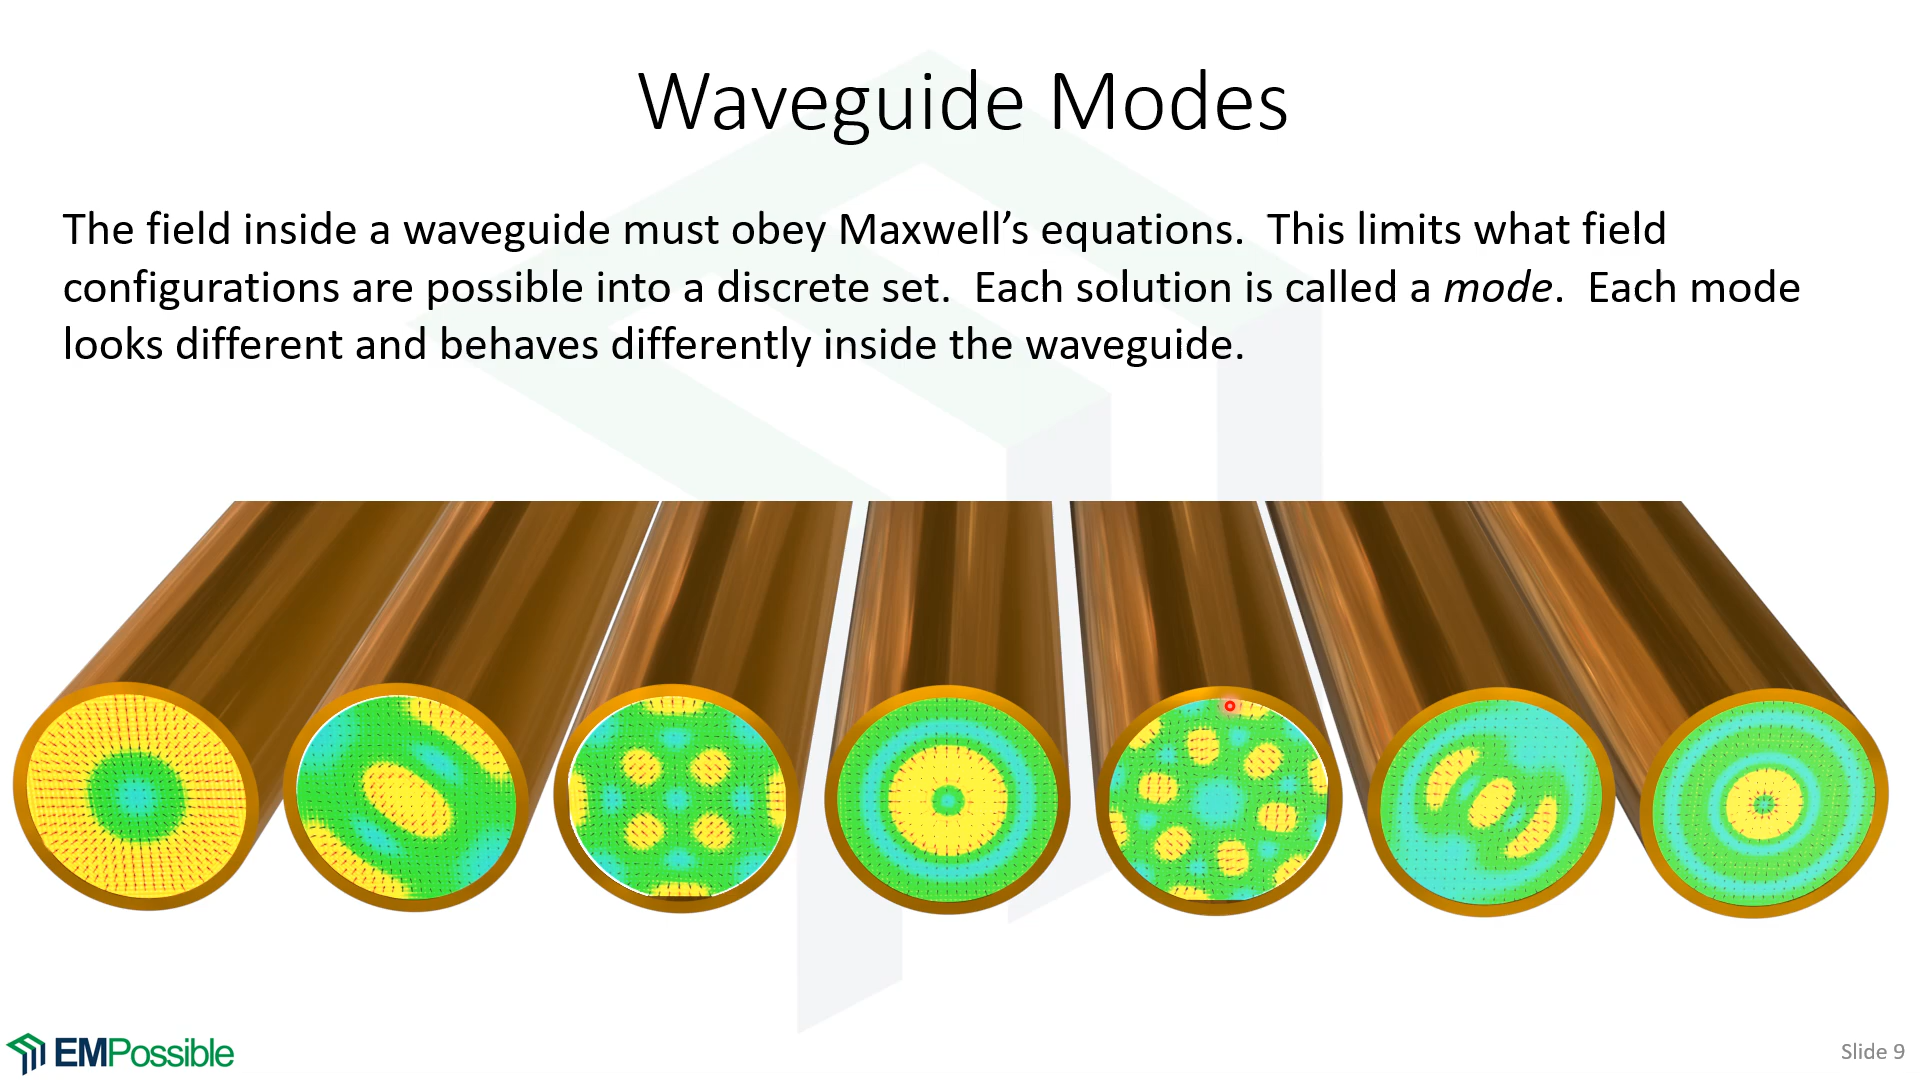 Waveguide Modes
The field inside a waveguide must obey Maxwell’s equations.  This limits what field
configurations are possible into a discrete set.  Each solution is called a mode.  Each mode
looks different and behaves differently inside the waveguide.
EMPossible
Slide 9